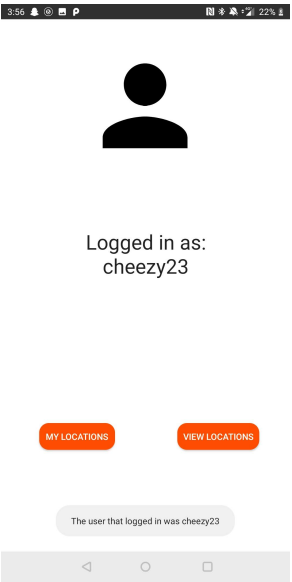 3:56 22%
Logged in as:
cheezy23
MY LOCATIONS VIEW LOCATIONS
The user that logged in was cheezy23